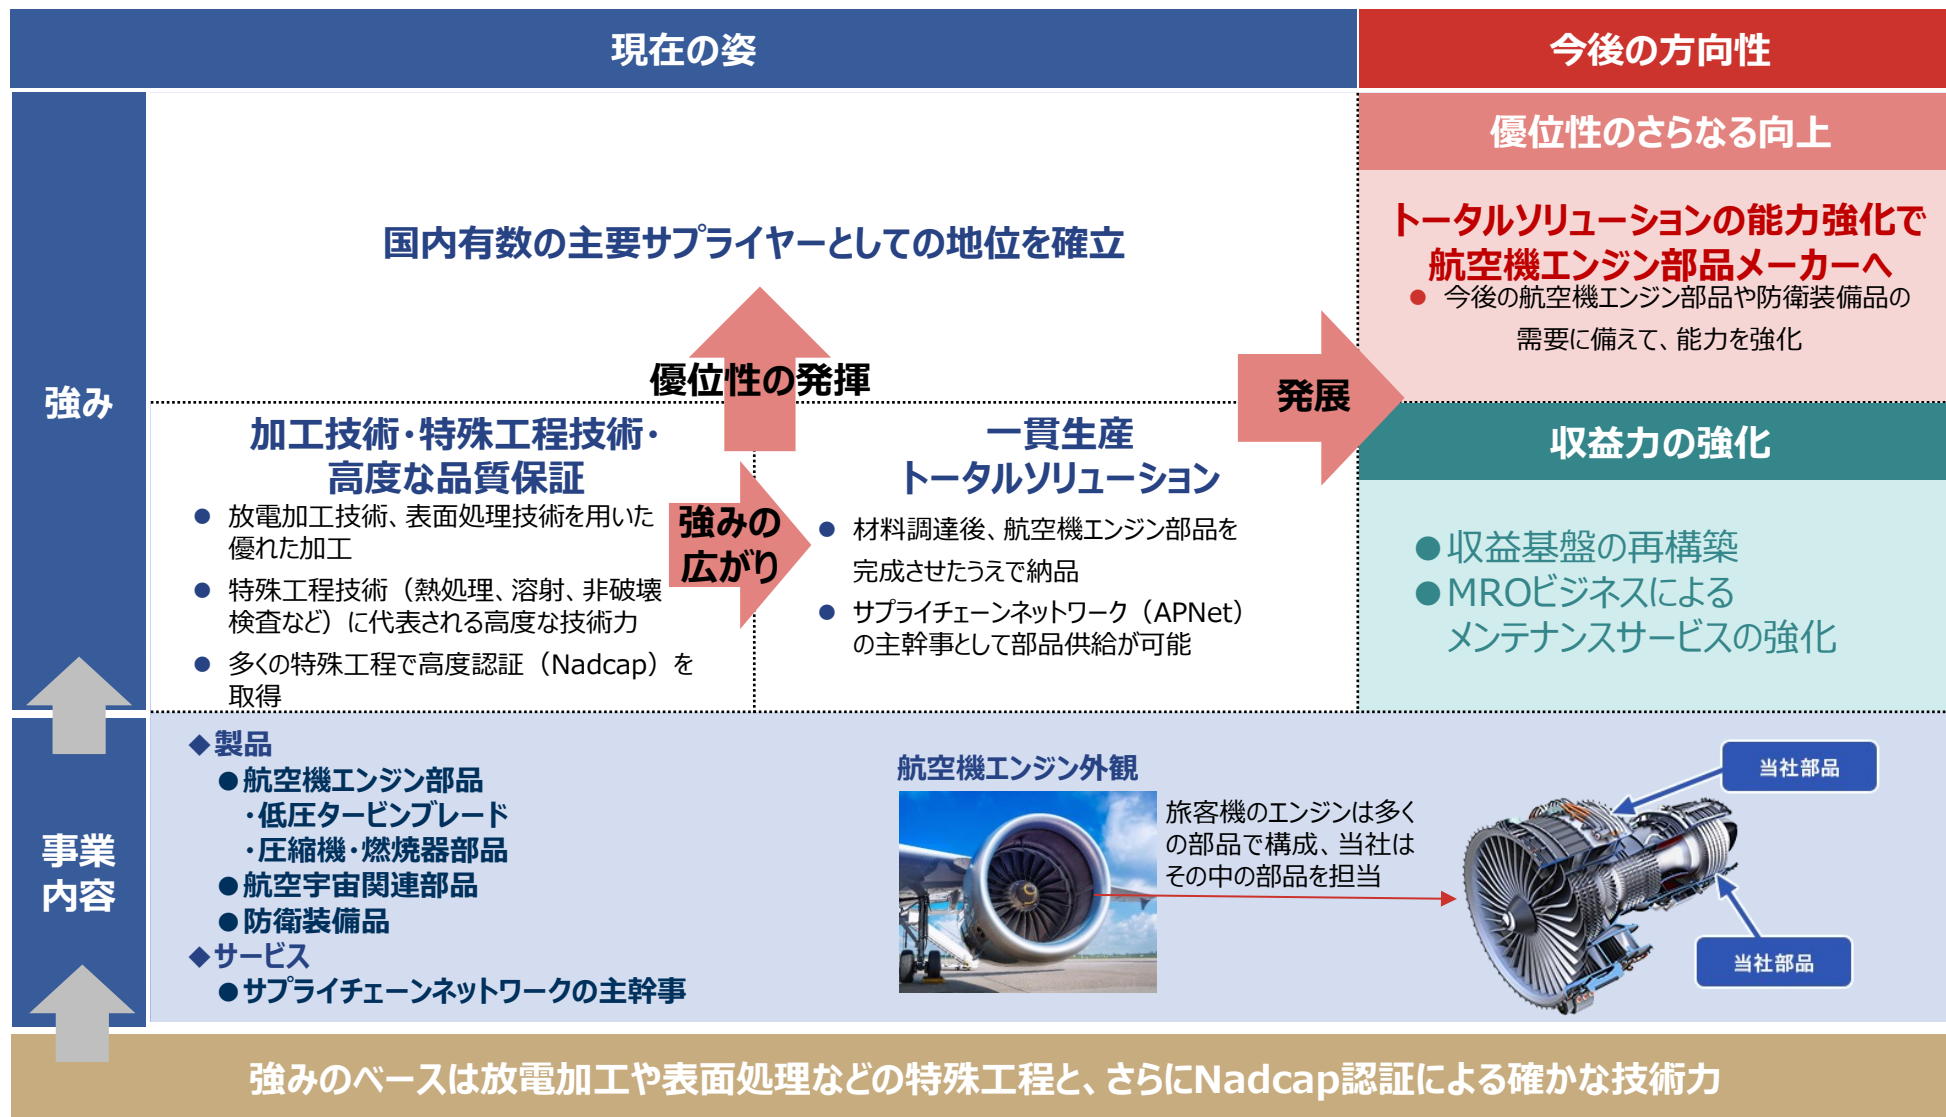 現在の姿
今後の方向性
強み
国内有数の主要サプライヤーとしての地位を確立
優位性の発揮
加工技術・特殊工程技術・
高度な品質保証
● 放電加工技術、表面処理技術を用いた
優れた加工
● 特殊工程技術（熱処理、溶射、非破壊
検査など）に代表される高度な技術力
● 多くの特殊工程で高度認証（Nadcap）を
取得
強みの
広がり
一貫生産
トータルソリューション
● 材料調達後、航空機エンジン部品を
完成させたうえで納品
● サプライチェーンネットワーク（APNet）
の主幹事として部品供給が可能
発展
優位性のさらなる向上
トータルソリューションの能力強化で
航空機エンジン部品メーカーへ
● 今後の航空機エンジン部品や防衛装備品の
需要に備えて、能力を強化
収益力の強化
●収益基盤の再構築
●MROビジネスによる
メンテナンスサービスの強化
事業
内容
◆製品
●航空機エンジン部品
・低圧タービンブレード
・圧縮機・燃焼器部品
●航空宇宙関連部品
●防衛装備品
◆サービス
●サプライチェーンネットワークの主幹事
航空機エンジン外観
旅客機のエンジンは多く
の部品で構成、当社は
その中の部品を担当
当社部品
当社部品
強みのベースは放電加工や表面処理などの特殊工程と、さらにNadcap認証による確かな技術力